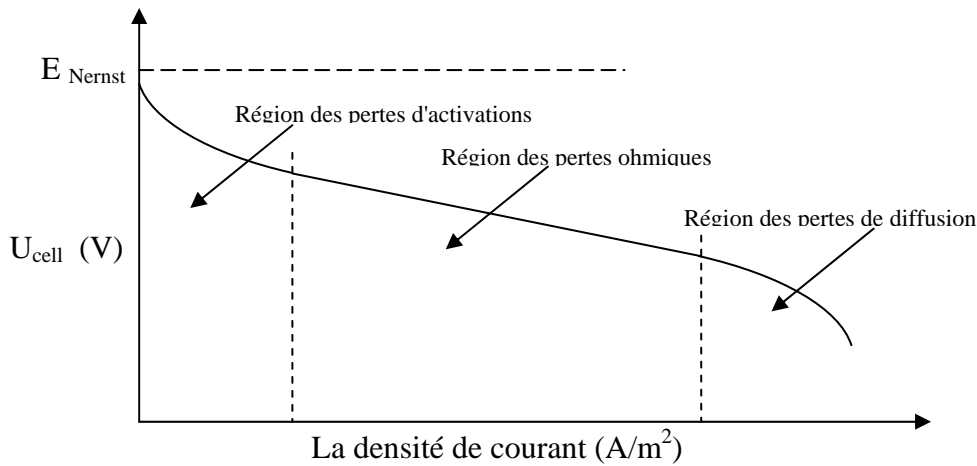 E Nernst
Région des pertes d'activations
Région des pertes ohmiques
Région des pertes de diffusion
U_cell (V)
La densité de courant (A/m²)